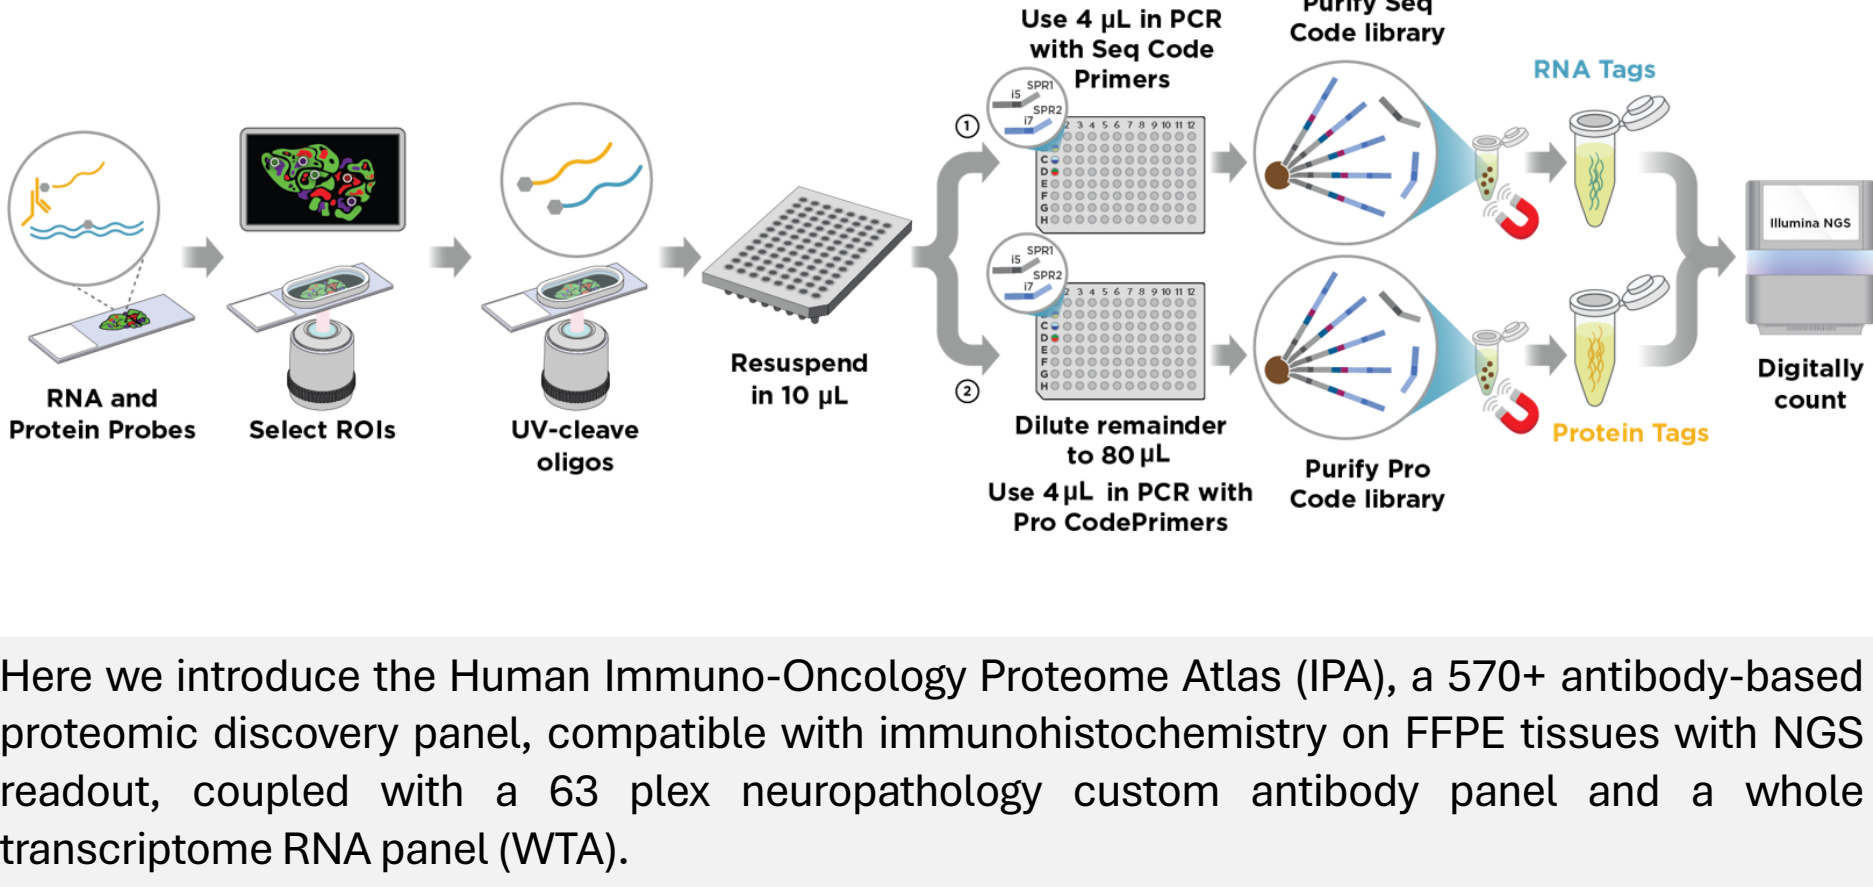 RNA and
Protein Probes
Select ROIs
UV-cleave
oligos
Resuspend
in 10 µL
Use 4 µL in PCR
with Seq Code
Primers
1
i5
SPR1
SPR2
i7
2 3 4 5 6 7 8 9 10 11 12
C
D
E
F
G
H
2
i5
SPR1
SPR2
i7
2 3 4 5 6 7 8 9 10 11 12
C
D
E
F
G
H
Dilute remainder
to 80 µL
Use 4µL in PCR with
Pro CodePrimers
Purify Seq
Code library
Purify Pro
Code library
RNA Tags
Protein Tags
Illumina NGS
Digitally
count
Here we introduce the Human Immuno-Oncology Proteome Atlas (IPA), a 570+ antibody-based
proteomic discovery panel, compatible with immunohistochemistry on FFPE tissues with NGS
readout, coupled with a 63 plex neuropathology custom antibody panel and a whole
transcriptome RNA panel (WTA).